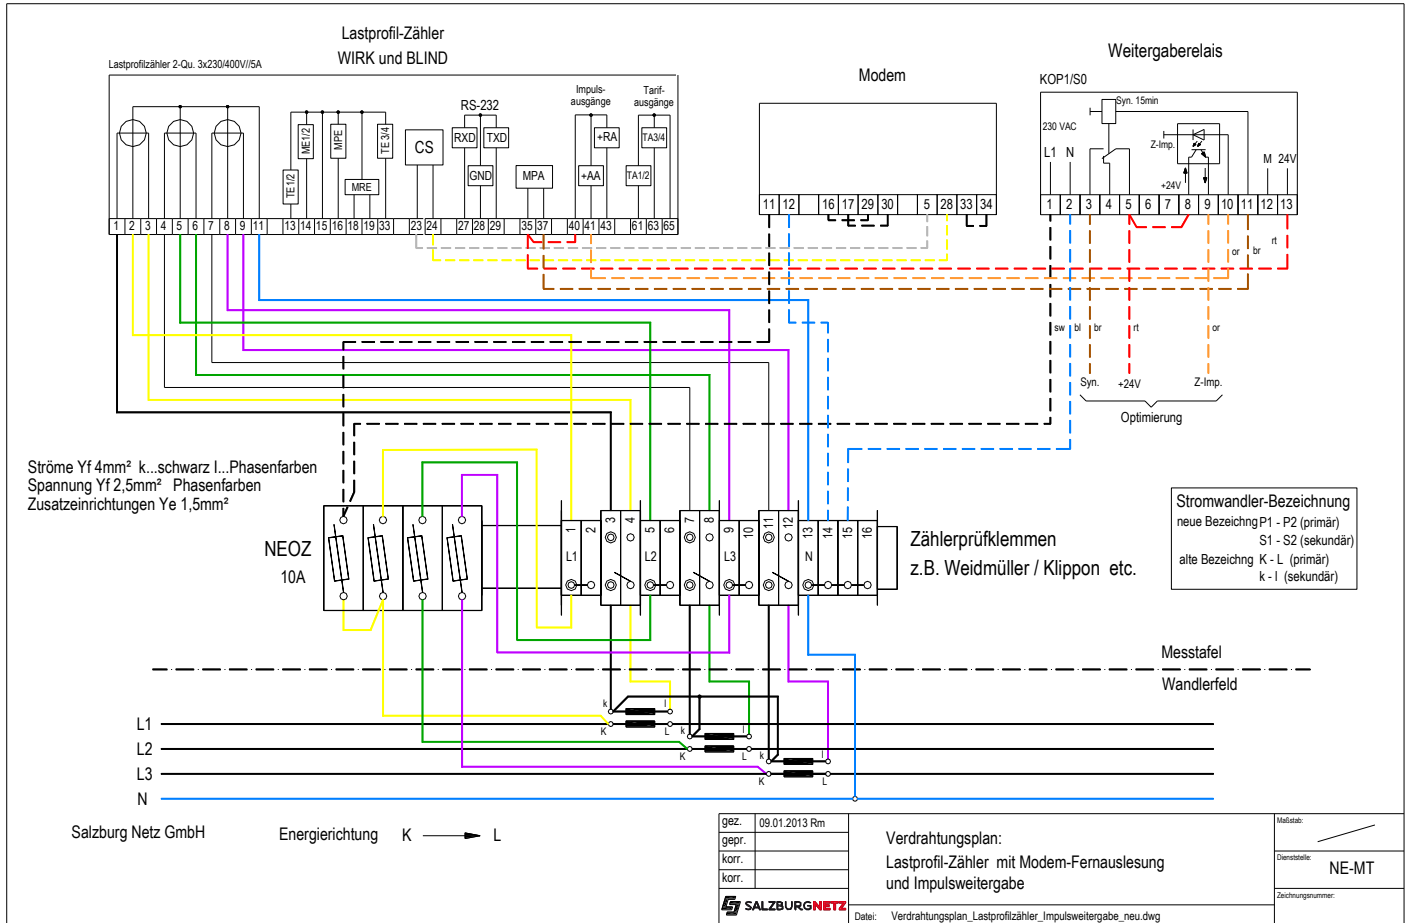 Lastprofil-Zähler
WIRK und BLIND
Lastprofilzähler 2-Qu. 3x230/400V//5A
TE 1/2
ME1/2
MPE
MRE
TE 3/4
CS
RS-232
RXD
TXD
GND
MPA
Impuls-
ausgänge
+RA
+AA
Tarif-
ausgänge
TA3/4
TA1/2
1 2 3 4 5 6 7 8 9 11 13 14 15 16 18 19 33 23 24 27 28 29 35 37 40 41 43 61 63 65
Modem
11 12 16 17 29 30 5 28 33 34
Weitergaberelais
KOP1/S0
Syn. 15min
230 VAC
L1 N
Z-Imp.
+24V
M 24V
1 2 3 4 5 6 7 8 9 10 11 12 13
or
br
rt
sw
bl
br
rt
or
Syn.
+24V
Z-Imp.
Optimierung
Ströme Yf 4mm² k...schwarz l...Phasenfarben
Spannung Yf 2,5mm² Phasenfarben
Zusatzeinrichtungen Ye 1,5mm²
NEOZ
10A
1 2 3 4 5 6 7 8 9 10 11 12 13 14 15 16
L1 L2 L3 N
Zählerprüfklemmen
z.B. Weidmüller / Klippon etc.
Stromwandler-Bezeichnung
neue Bezeichng P1 - P2 (primär)
S1 - S2 (sekundär)
alte Bezeichng K - L (primär)
k - l (sekundär)
Messtafel
Wandlerfeld
k l
L1
K L
k l
L2
K L
k l
L3
K L
N
Salzburg Netz GmbH
Energierichtung K L
gez. 09.01.2013 Rm
gepr.
korr.
korr.
SALZBURGNETZ
Verdrahtungsplan:
Lastprofil-Zähler mit Modem-Fernauslesung
und Impulsweitergabe
Datei: Verdrahtungsplan_Lastprofilzähler_Impulsweitergabe_neu.dwg
Maßstab:
Dienststelle:
NE-MT
Zeichnungsnummer: